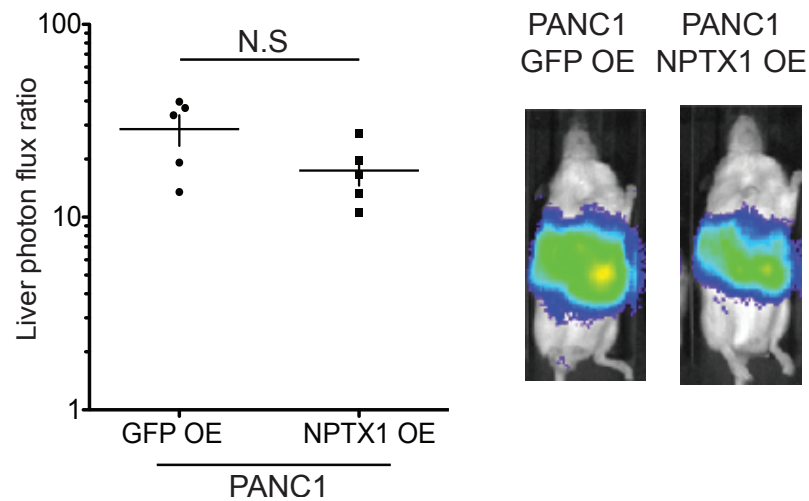 100
10
1
Liver photon flux ratio
N.S
GFP OE
NPTX1 OE
PANC1
PANC1
GFP OE
PANC1
NPTX1 OE